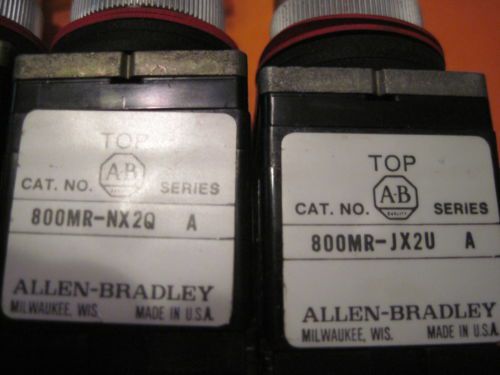 TOP
A-B
CAT. NO. SERIES
800MR-NX2Q A
ALLEN-BRADLEY
MILWAUKEE, WIS. MADE IN U.S.A.
TOP
A-B
QUALITY
CAT. NO. SERIES
800MR-JX2U A
ALLEN-BRADLEY
MILWAUKEE, WIS. MADE IN U.S.A.